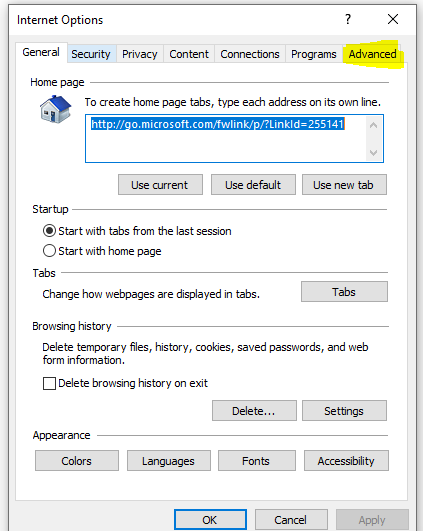 Internet Options
? ×
General Security Privacy Content Connections Programs Advanced
Home page
To create home page tabs, type each address on its own line.
http://go.microsoft.com/fwlink/p/?LinkId=255141
Use current Use default Use new tab
Startup
Start with tabs from the last session
Start with home page
Tabs
Change how webpages are displayed in tabs. Tabs
Browsing history
Delete temporary files, history, cookies, saved passwords, and web
form information.
Delete browsing history on exit
Delete... Settings
Appearance
Colors Languages Fonts Accessibility
OK Cancel Apply